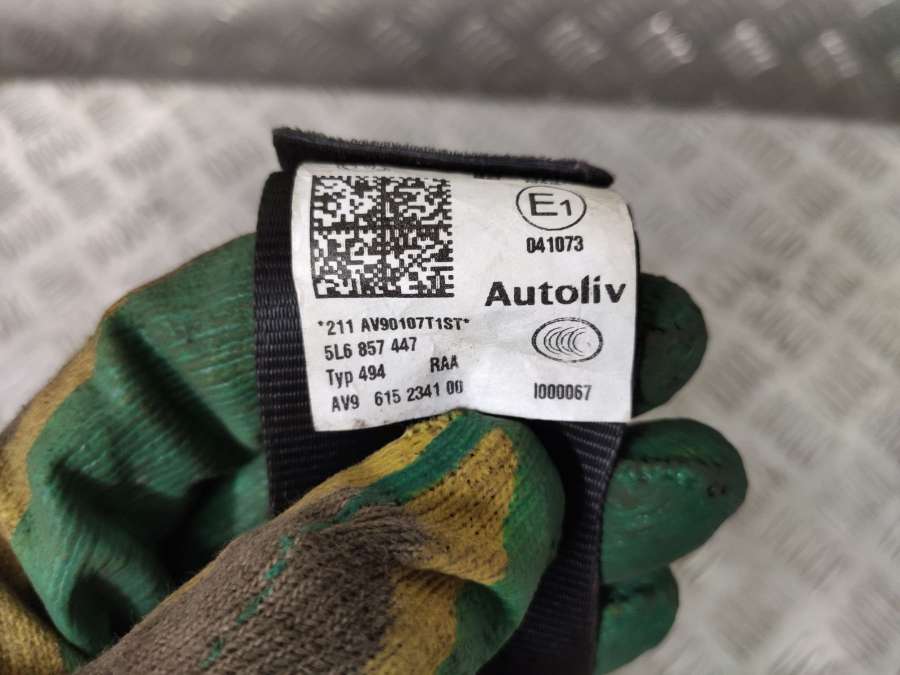 *211 AV90107T1ST*
5L6 857 447
Typ 494 RAA
AV9 615 2341 00
E1
041073
Autoliv
I000067